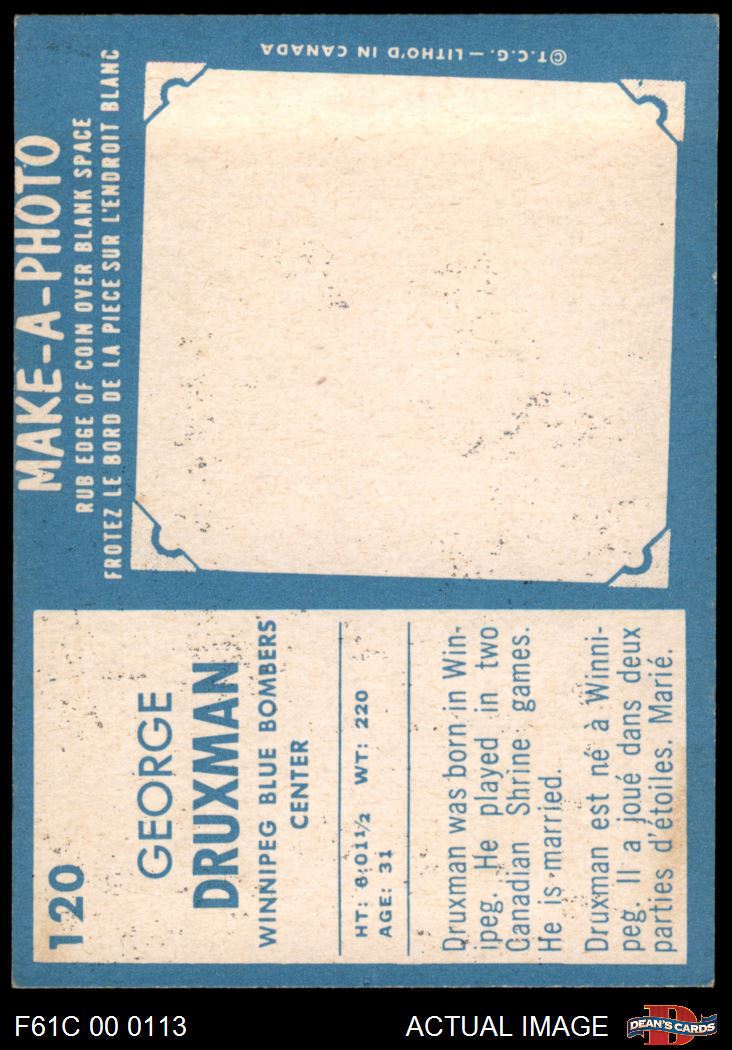 120
GEORGE
DRUXMAN
WINNIPEG BLUE BOMBERS
CENTER
HT: 6:01½ WT: 220
AGE: 31
Druxman was born in Win-
ipeg. He played in two
Canadian Shrine games.
He is married.
Druxman est né à Winni-
peg. Il a joué dans deux
parties d'étoiles. Marié.
MAKE-A-PHOTO
RUB EDGE OF COIN OVER BLANK SPACE
FROTEZ LE BORD DE LA PIECE SUR L'ENDROIT BLANC
©T.C.G. — LITHO'D IN CANADA
F61C 00 0113
ACTUAL IMAGE
D
DEAN'S CARDS